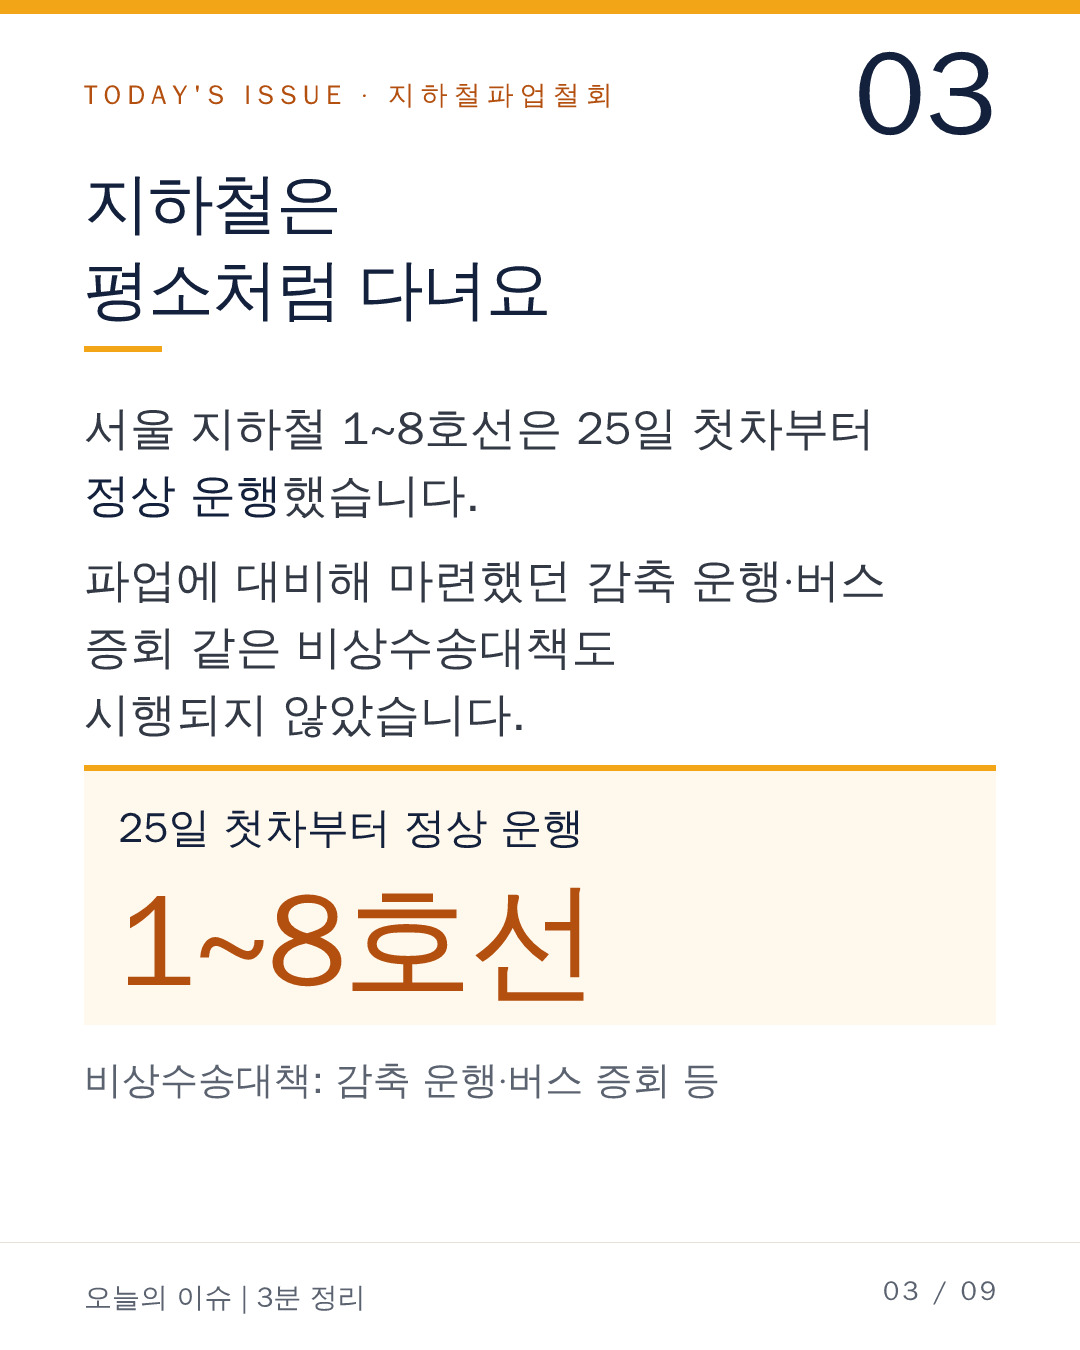 TODAY'S ISSUE · 지하철파업철회
03
지하철은
평소처럼 다녀요
서울 지하철 1~8호선은 25일 첫차부터
정상 운행했습니다.
파업에 대비해 마련했던 감축 운행·버스
증회 같은 비상수송대책도
시행되지 않았습니다.
25일 첫차부터 정상 운행
1~8호선
비상수송대책: 감축 운행·버스 증회 등
오늘의 이슈 | 3분 정리
03 / 09